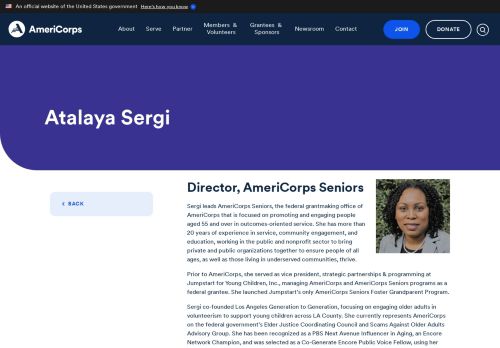 An official website of the United States government Here's how you know
AmeriCorps
About Serve Partner Members & Volunteers Grantees & Sponsors Newsroom Contact JOIN DONATE
Atalaya Sergi
BACK
Director, AmeriCorps Seniors
Sergi leads AmeriCorps Seniors, the federal grantmaking office of
AmeriCorps that is focused on promoting and engaging people
aged 55 and over in outcomes-oriented service. She has more than
20 years of experience in service, community engagement, and
education, working in the public and nonprofit sector to bring
private and public organizations together to ensure people of all
ages, as well as those living in underserved communities, thrive.
Prior to AmeriCorps, she served as vice president, strategic partnerships & programming at
Jumpstart for Young Children, Inc., managing AmeriCorps and AmeriCorps Seniors programs as a
federal grantee. She launched Jumpstart's only AmeriCorps Seniors Foster Grandparent Program.
Sergi co-founded Los Angeles Generation to Generation, focusing on engaging older adults in
volunteerism to support young children across LA County. She currently represents AmeriCorps
on the federal government's Elder Justice Coordinating Council and Scams Against Older Adults
Advisory Group. She has been recognized as a PBS Next Avenue Influencer in Aging, an Encore
Network Champion, and was selected as a Co-Generate Encore Public Voice Fellow, using her